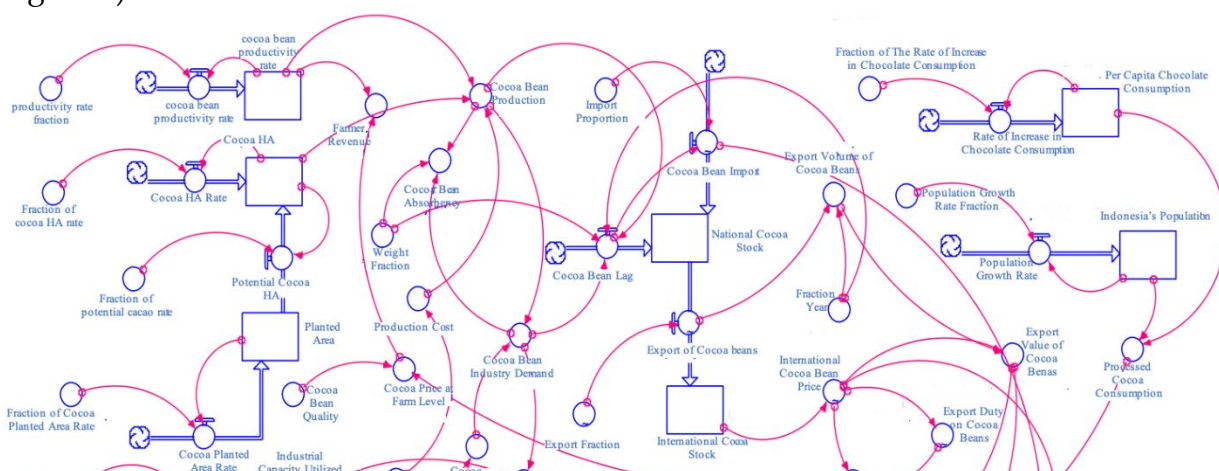 cocoa bean
productivity
rate
productivity rate
fraction
cocoa bean
productivity rate
Farmer
Revenue
Cocoa Bean
Production
Import
Proportion
Fraction of The Rate of Increase
in Chocolate Consumption
Per Capita Chocolate
Consumption
Rate of Increase in
Chocolate Consumption
Cocoa HA
Cocoa HA Rate
Fraction of
cocoa HA rate
Cocoa Bean
Absorbency
Cocoa Bean Import
Export Volume of
Cocoa Beans
Population Growth
Rate Fraction
Indonesia's Population
Population
Growth Rate
Weight
Fraction
National Cocoa
Stock
Cocoa Bean Lag
Potential Cocoa
HA
Fraction of
potential cacao rate
Fraction
Year
Production Cost
Planted
Area
Cocoa Bean
Industry Demand
Export of Cocoa beans
International
Cocoa Bean
Price
Export
Value of
Cocoa
Benas
Processed
Cocoa
Consumption
Fraction of Cocoa
Planted Area Rate
Cocoa
Bean
Quality
Cocoa Price at
Farm Level
Export Fraction
International Cocoa
Stock
Export Duty
on Cocoa
Beans
Cocoa Planted
Area Rate
Industrial
Capacity Utilized
Cocoa